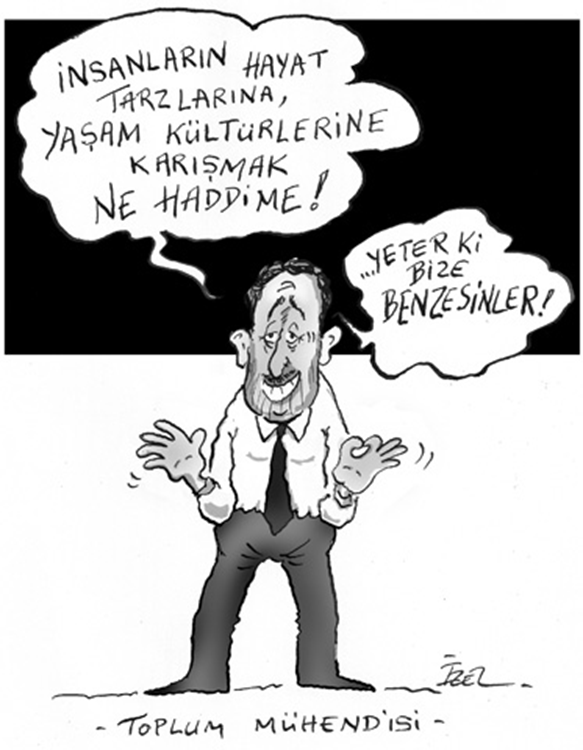 İNSANLARIN HAYAT
TARZLARINA,
YAŞAM KÜLTÜRLERİNE
KARIŞMAK
NE HADDİME!
...YETER Kİ
BİZE
BENZESİNLER!
İZEL
- TOPLUM MÜHENDİSİ -